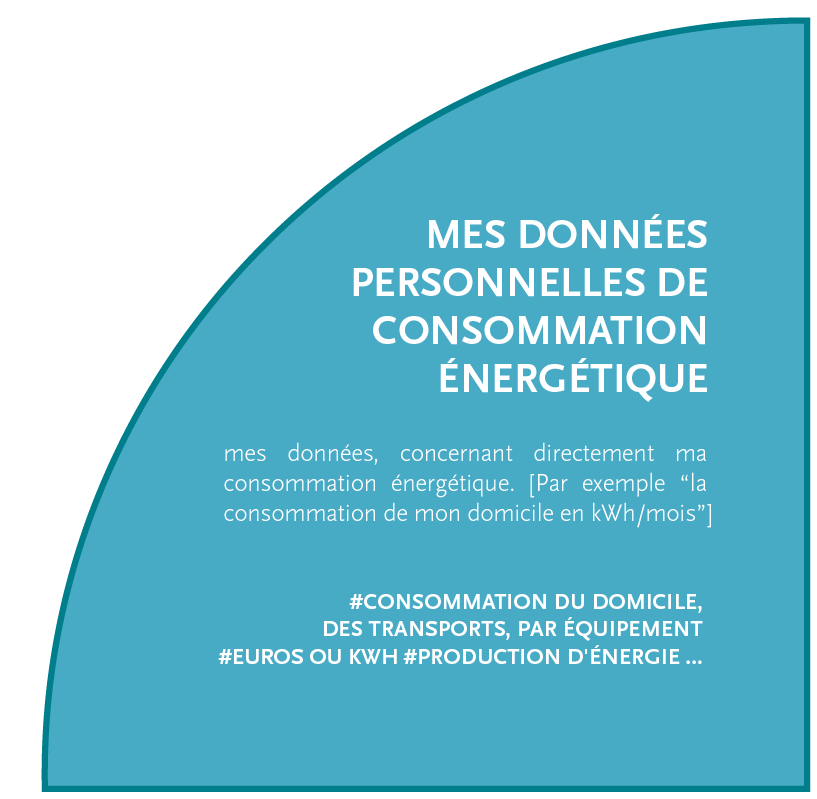 MES DONNÉES
PERSONNELLES DE
CONSOMMATION
ÉNERGÉTIQUE
mes données, concernant directement ma
consommation énergétique. [Par exemple “la
consommation de mon domicile en kWh/mois”]
#CONSOMMATION DU DOMICILE,
DES TRANSPORTS, PAR ÉQUIPEMENT
#EUROS OU KWH #PRODUCTION D'ÉNERGIE ...